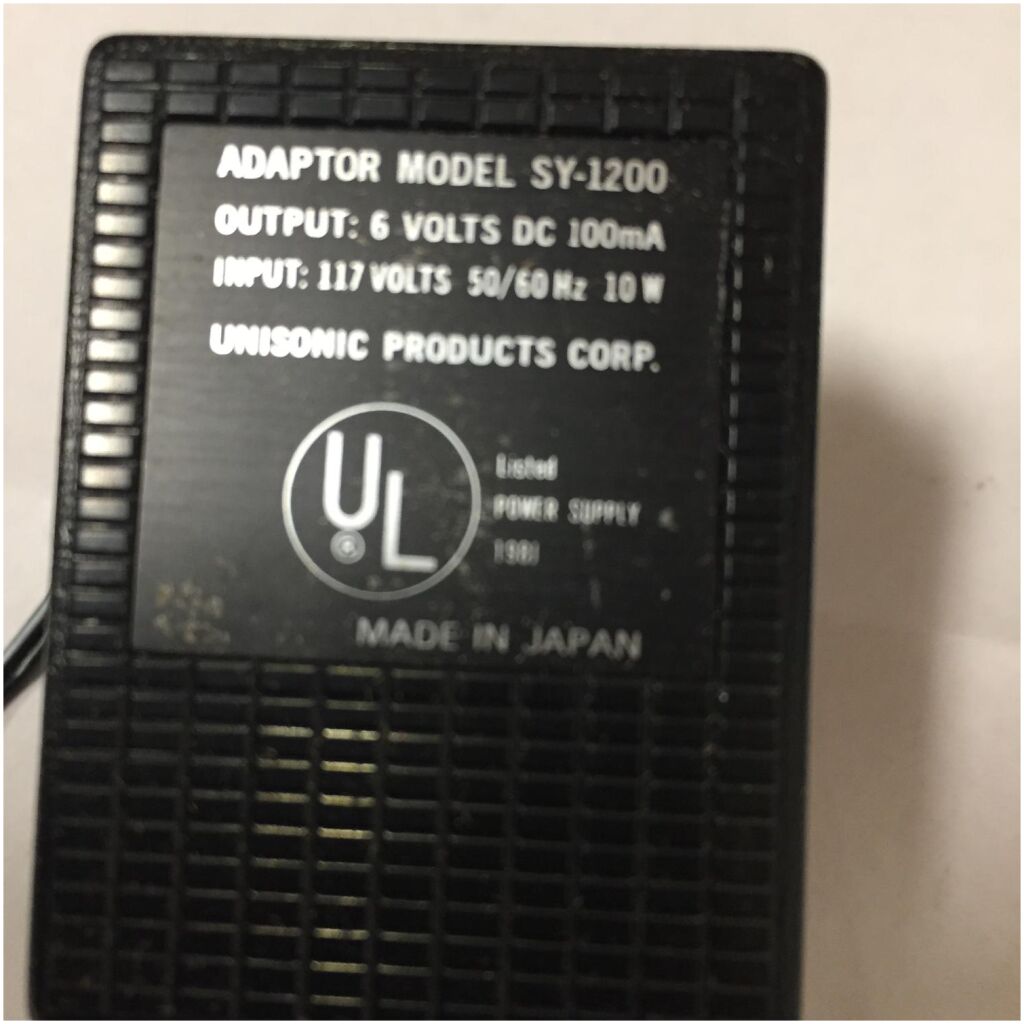 ADAPTOR MODEL SY-1200
OUTPUT: 6 VOLTS DC 100mA
INPUT: 117 VOLTS 50/60 Hz 10 W
UNISONIC PRODUCTS CORP.
UL
Listed
POWER SUPPLY
198I
MADE IN JAPAN